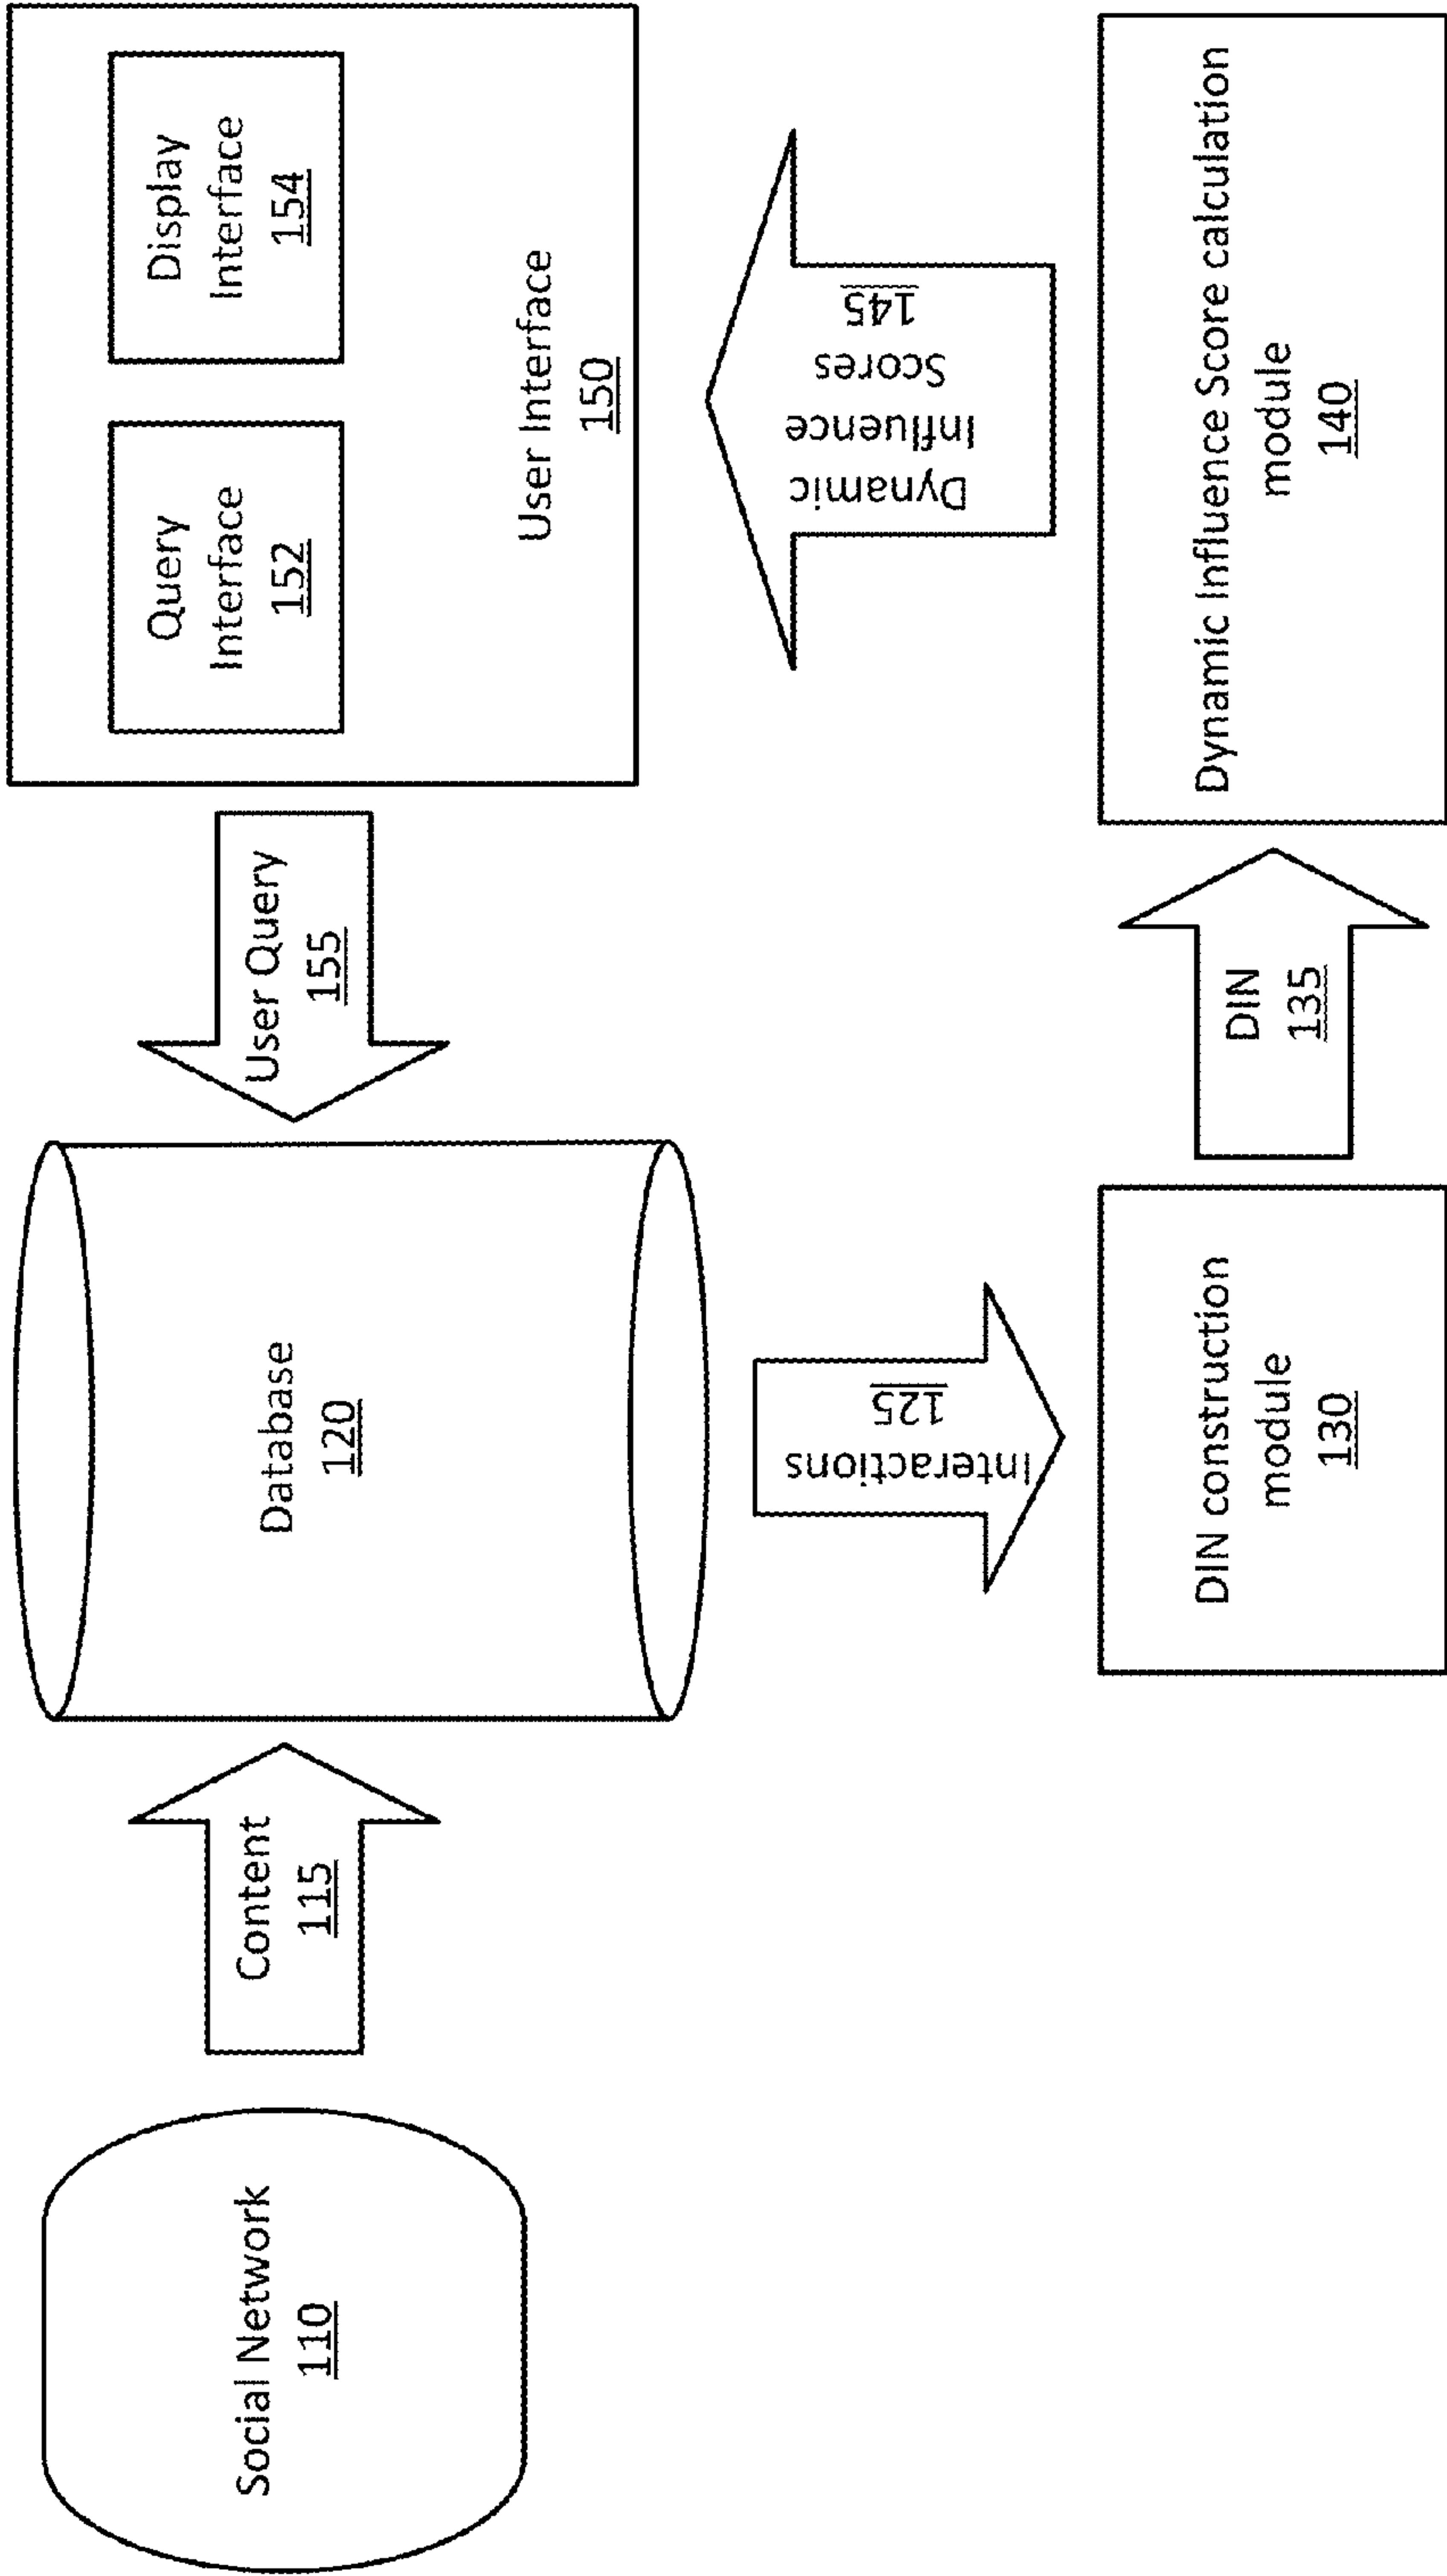 Social Network
110
Content
115
Database
120
User Query
155
Query
Interface
152
Display
Interface
154
User Interface
150
Interactions
125
Dynamic
Influence
Scores
145
DIN construction
module
130
DIN
135
Dynamic Influence Score calculation
module
140